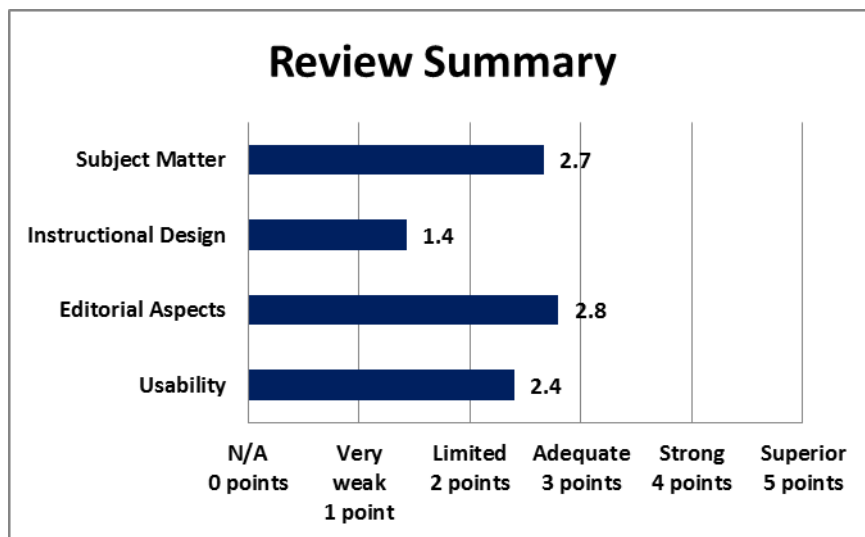 Review Summary
Subject Matter 2.7
Instructional Design 1.4
Editorial Aspects 2.8
Usability 2.4
N/A Very Limited Adequate Strong Superior
0 points weak 2 points 3 points 4 points 5 points
1 point